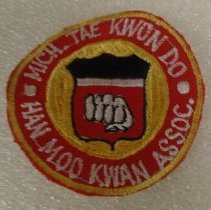 MICH. TAE KWON DO
HAN MOO KWAN ASSOC.